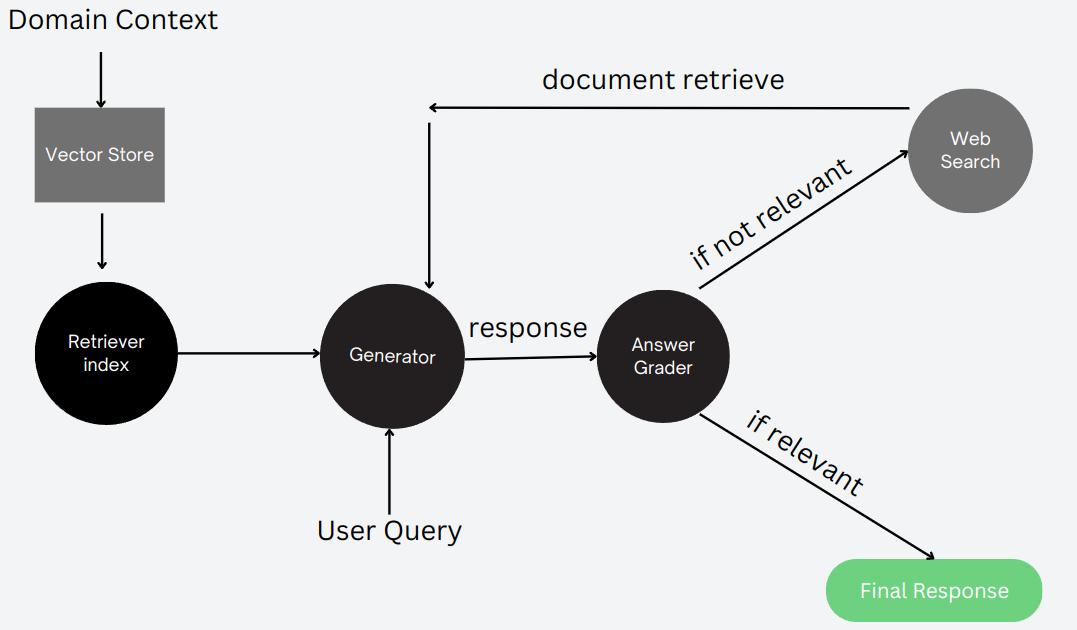 Domain Context
document retrieve
Vector Store
Web
Search
if not relevant
Retriever
index
Generator
response
Answer
Grader
if relevant
User Query
Final Response